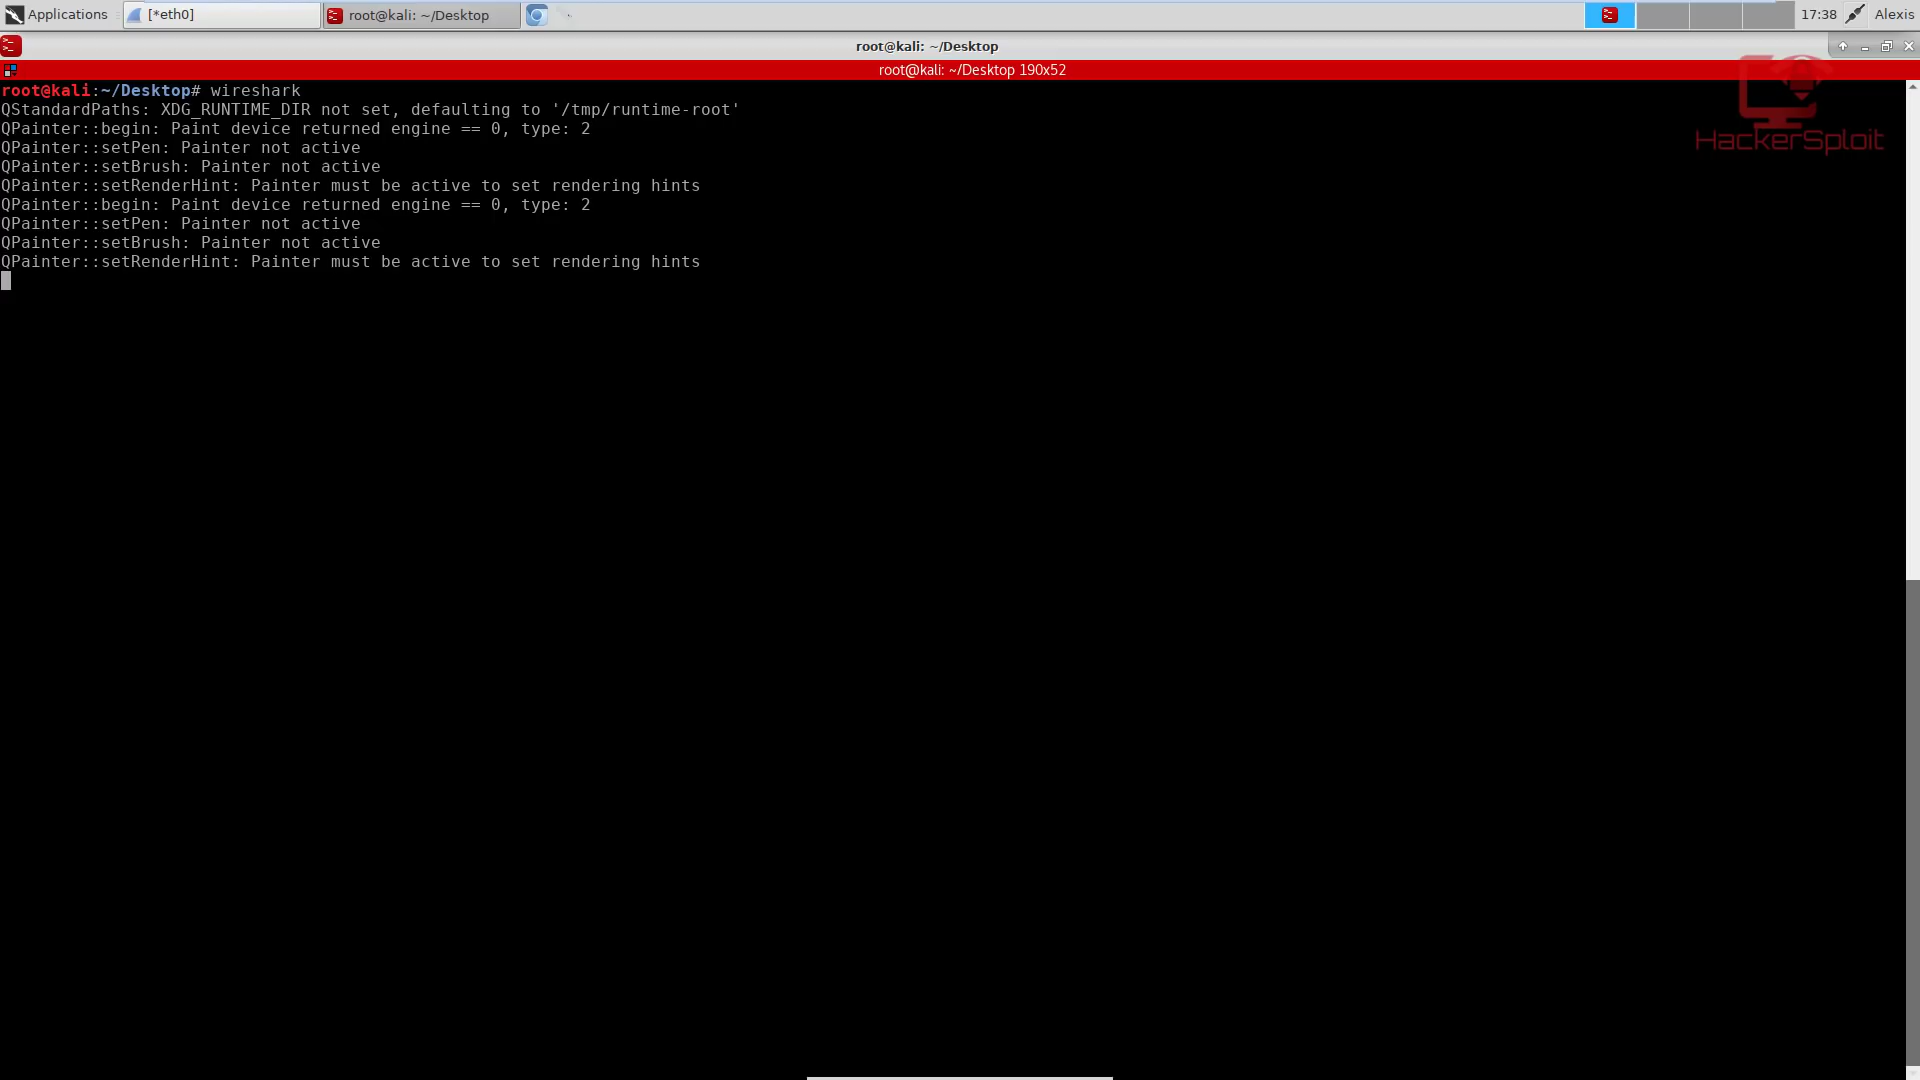 Applications
[*eth0]
root@kali: ~/Desktop
17:38
Alexis
root@kali: ~/Desktop
root@kali: ~/Desktop 190x52
HackerSploit
root@kali:~/Desktop# wireshark
QStandardPaths: XDG_RUNTIME_DIR not set, defaulting to '/tmp/runtime-root'
QPainter::begin: Paint device returned engine == 0, type: 2
QPainter::setPen: Painter not active
QPainter::setBrush: Painter not active
QPainter::setRenderHint: Painter must be active to set rendering hints
QPainter::begin: Paint device returned engine == 0, type: 2
QPainter::setPen: Painter not active
QPainter::setBrush: Painter not active
QPainter::setRenderHint: Painter must be active to set rendering hints